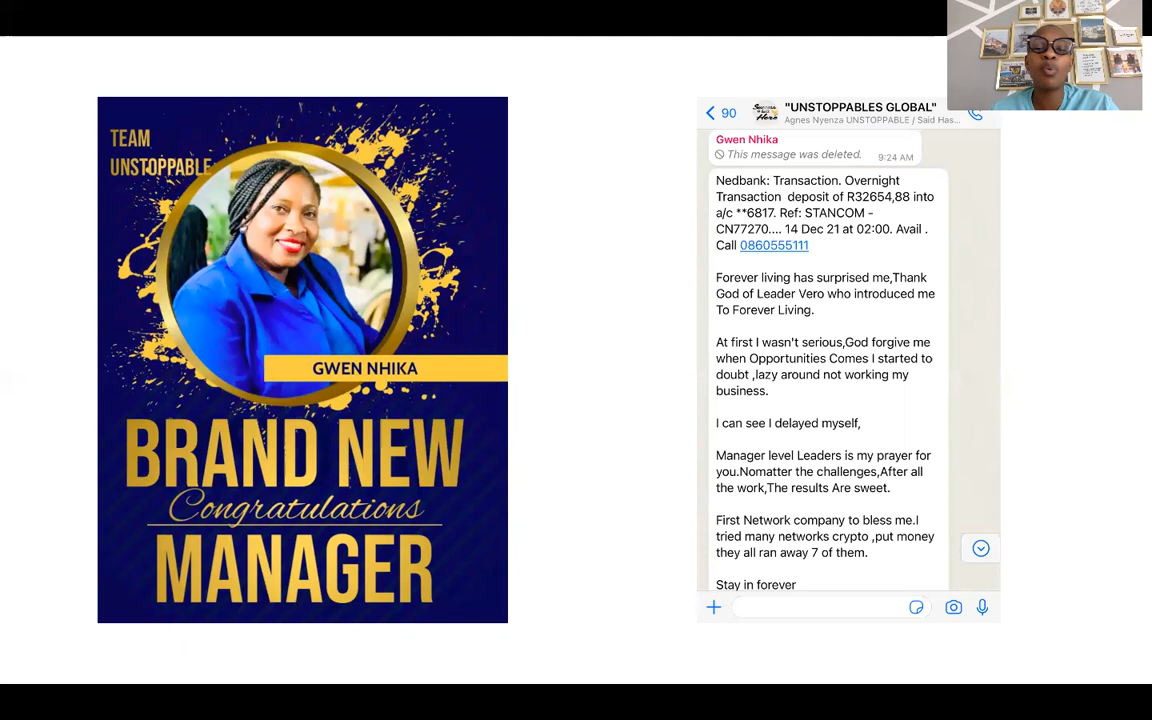 TEAM
UNSTOPPABLE
GWEN NHIKA
BRAND NEW
Congratulations
MANAGER
90
"UNSTOPPABLES GLOBAL"
Agnes Nyenza UNSTOPPABLE / Said Has...
Gwen Nhika
This message was deleted.
9:24 AM
Nedbank: Transaction. Overnight
Transaction deposit of R32654,88 into
a/c **6817. Ref: STANCOM -
CN77270.... 14 Dec 21 at 02:00. Avail .
Call 0860555111
Forever living has surprised me,Thank
God of Leader Vero who introduced me
To Forever Living.
At first I wasn't serious,God forgive me
when Opportunities Comes I started to
doubt ,lazy around not working my
business.
I can see I delayed myself,
Manager level Leaders is my prayer for
you.Nomatter the challenges,After all
the work,The results Are sweet.
First Network company to bless me.I
tried many networks crypto ,put money
they all ran away 7 of them.
Stay in forever